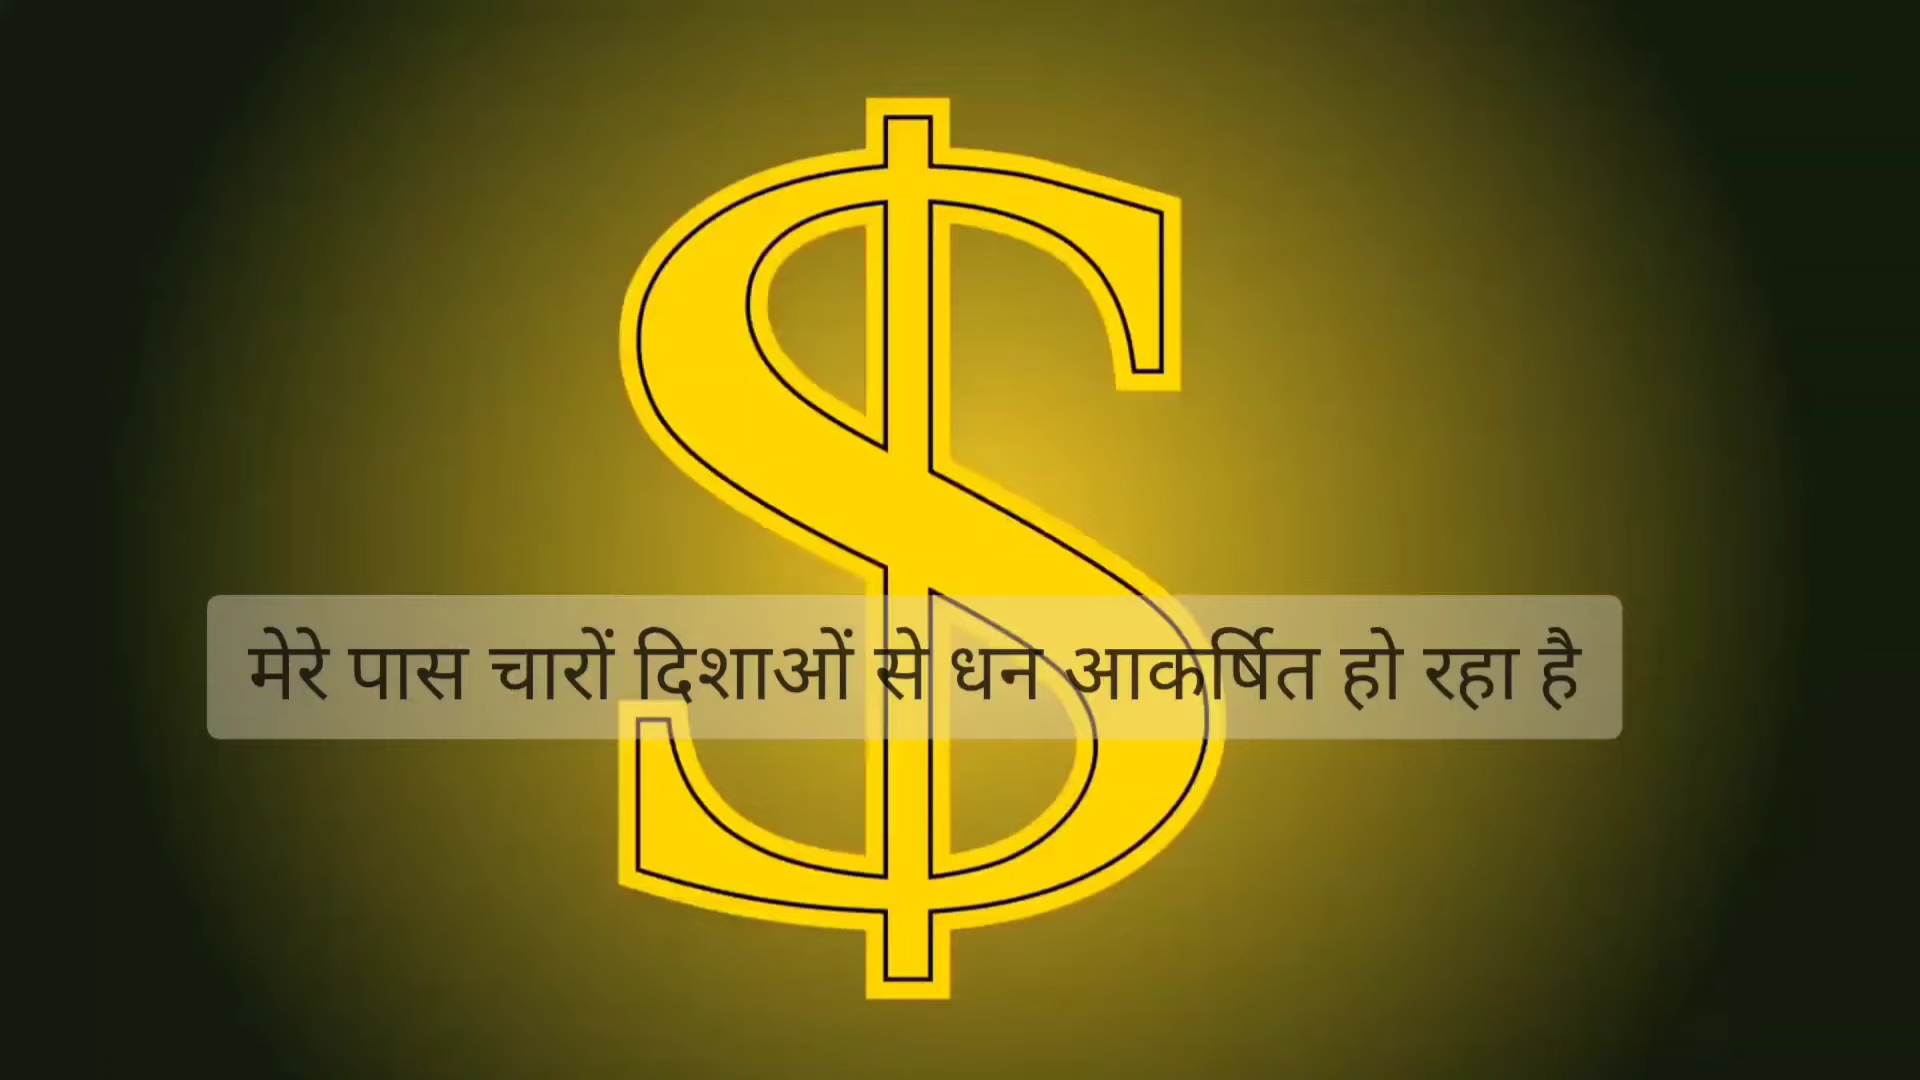 मेरे पास चारों दिशाओं से धन आकर्षित हो रहा है